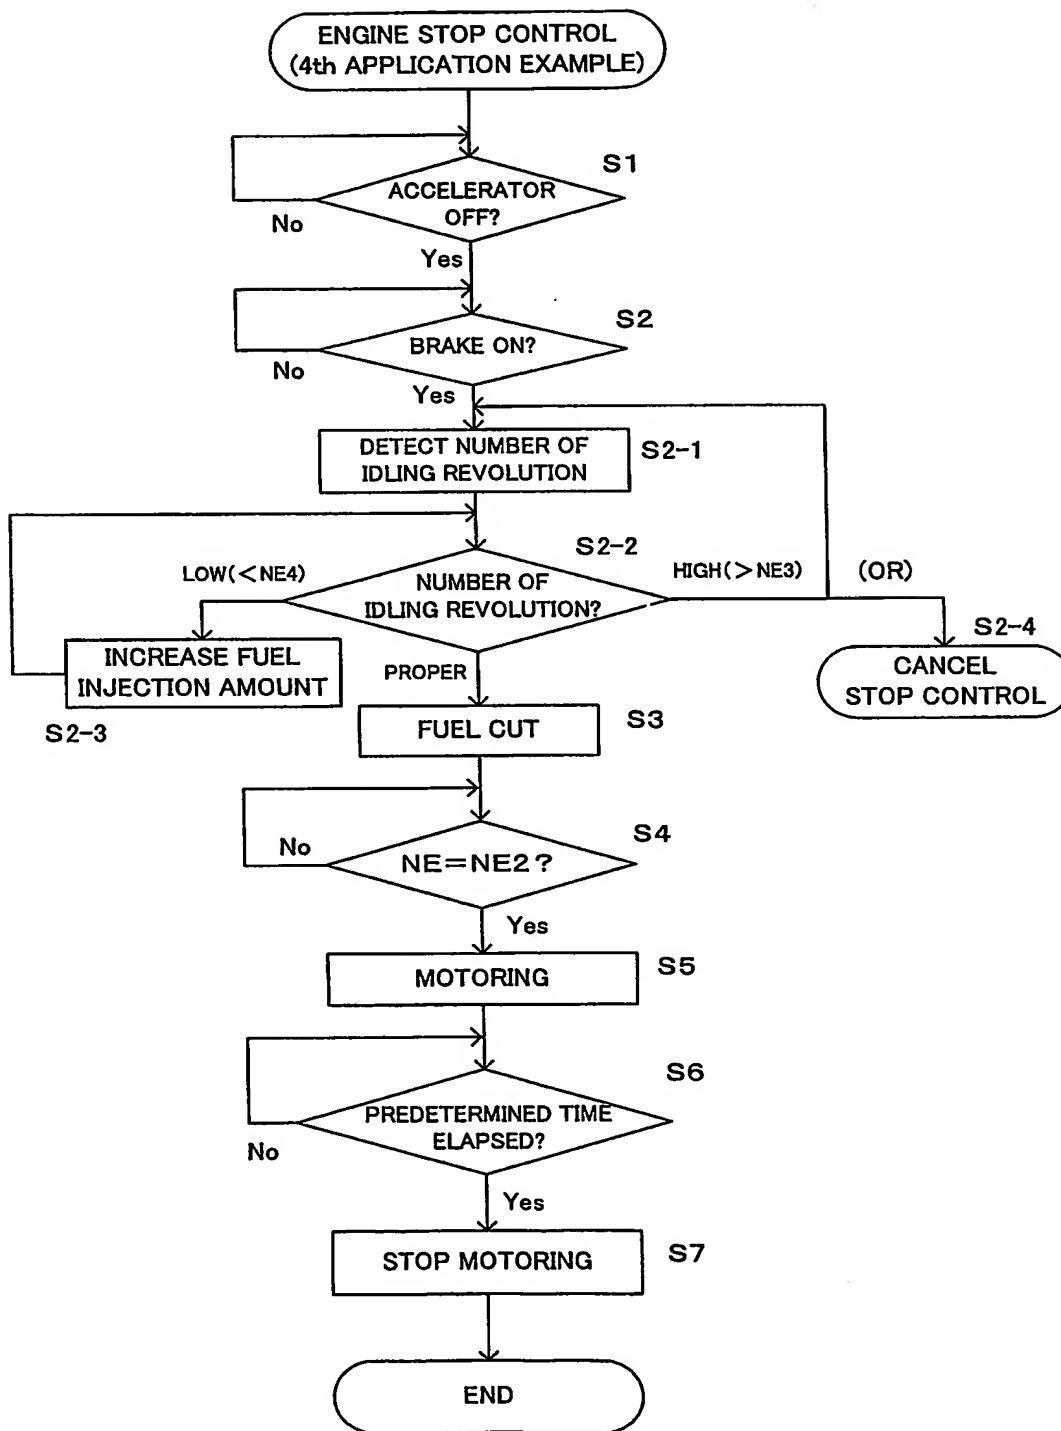 ENGINE STOP CONTROL
(4th APPLICATION EXAMPLE)
S1
ACCELERATOR
OFF?
No
Yes
S2
BRAKE ON?
No
Yes
DETECT NUMBER OF
IDLING REVOLUTION
S2-1
S2-2
LOW(<NE4)
NUMBER OF
IDLING REVOLUTION?
HIGH(>NE3)
(OR)
S2-4
INCREASE FUEL
INJECTION AMOUNT
CANCEL
STOP CONTROL
PROPER
S2-3
FUEL CUT
S3
S4
No
NE=NE2?
Yes
MOTORING
S5
S6
PREDETERMINED TIME
ELAPSED?
No
Yes
STOP MOTORING
S7
END